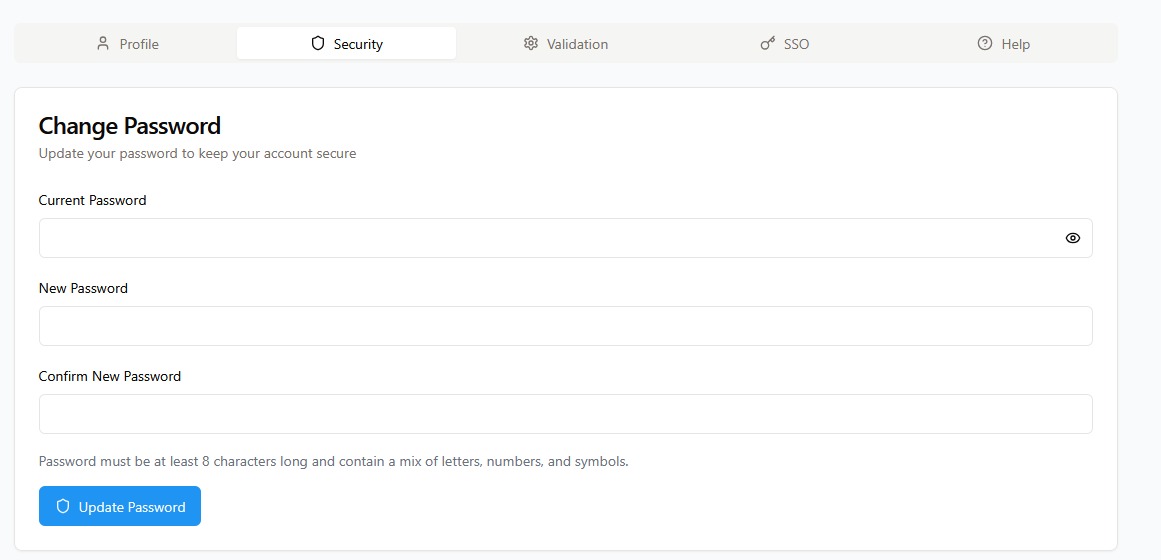 Profile
Security
Validation
SSO
Help
Change Password
Update your password to keep your account secure
Current Password
New Password
Confirm New Password
Password must be at least 8 characters long and contain a mix of letters, numbers, and symbols.
Update Password